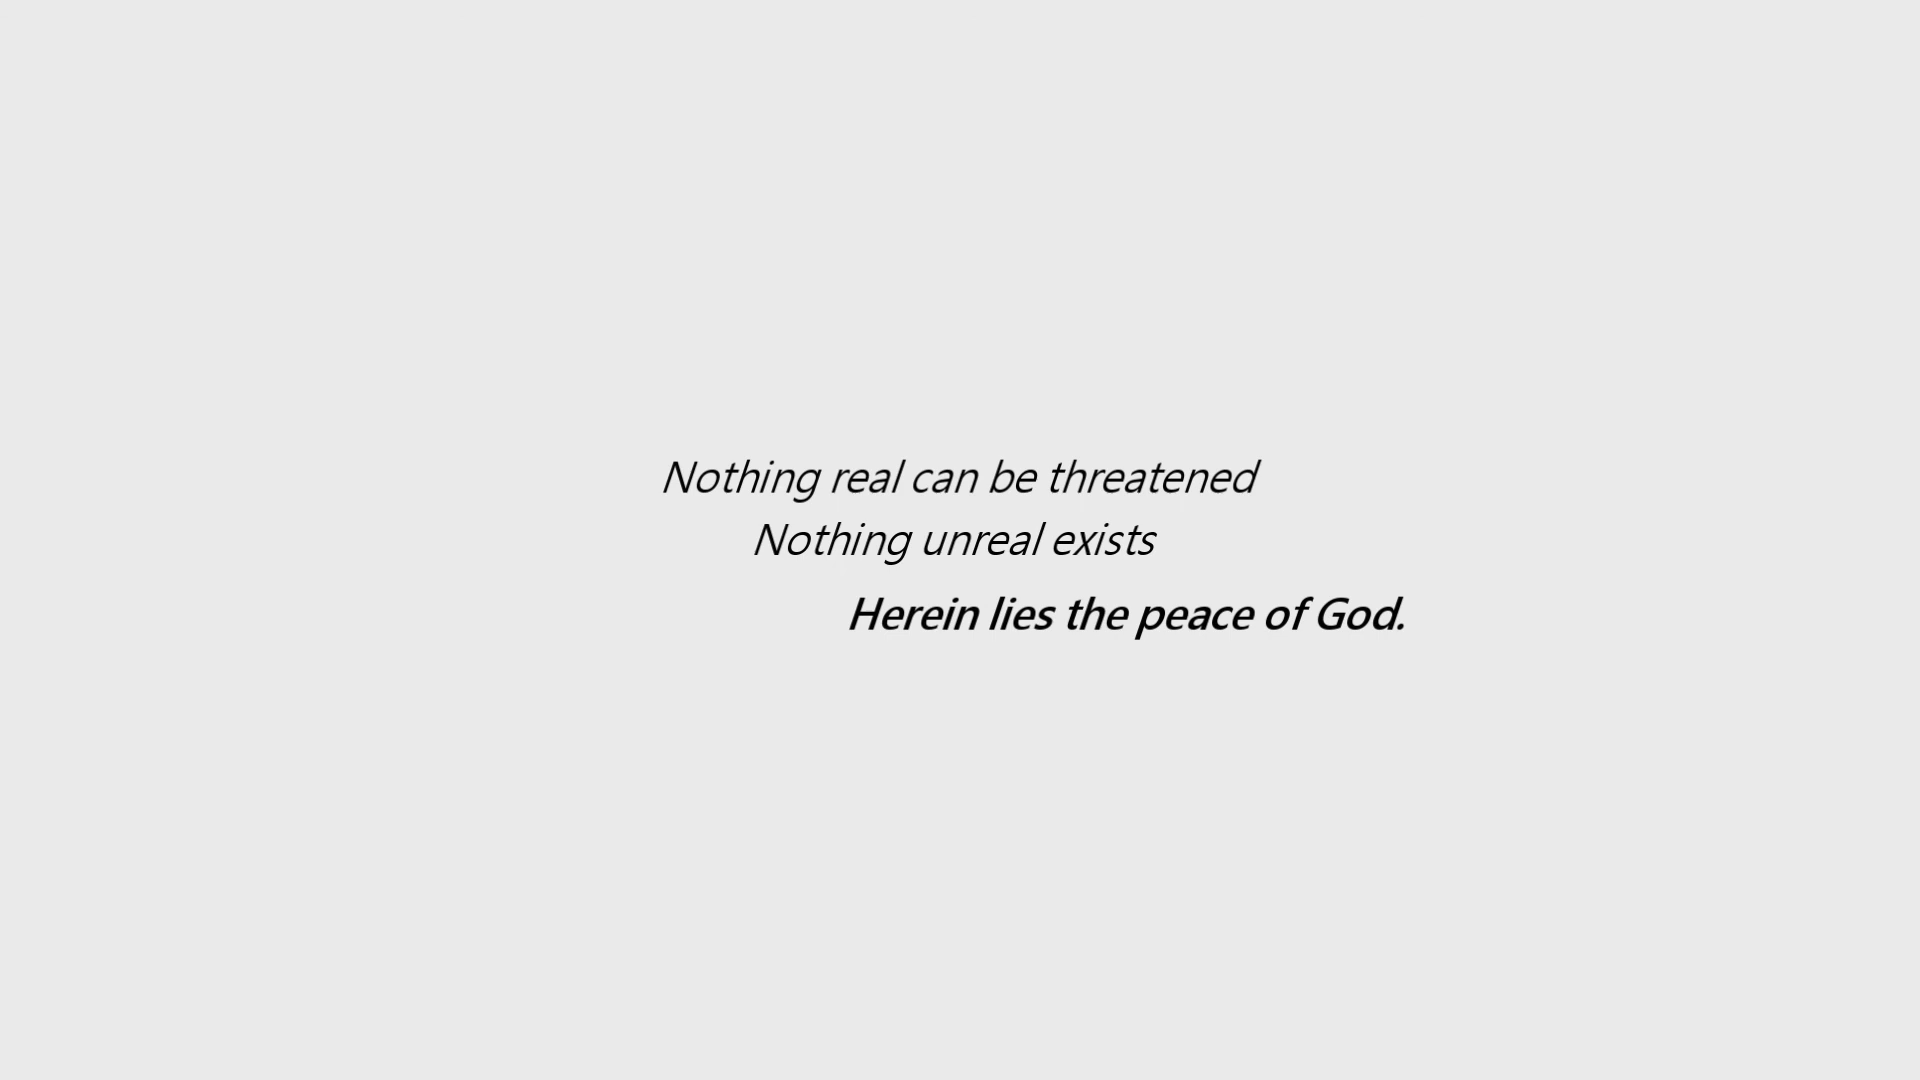 Nothing real can be threatened
Nothing unreal exists
Herein lies the peace of God.